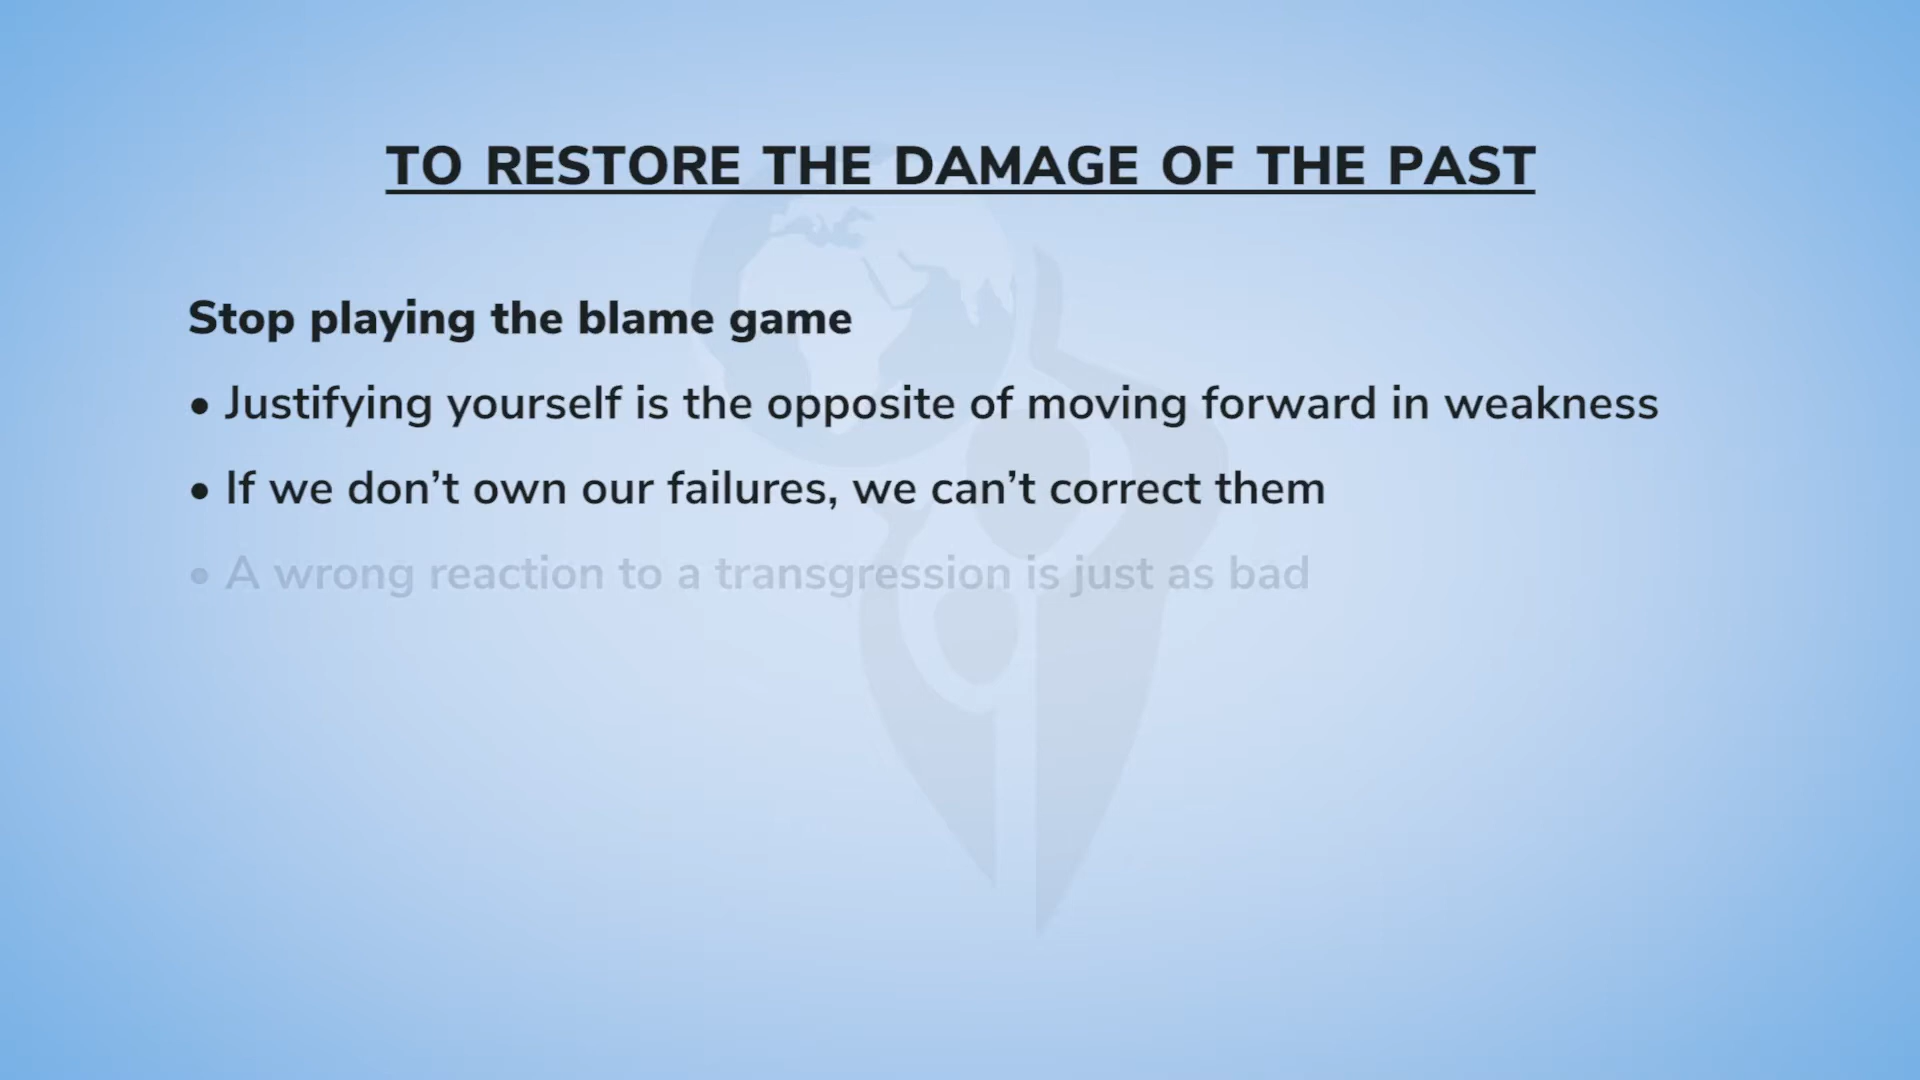 TO RESTORE THE DAMAGE OF THE PAST
Stop playing the blame game
• Justifying yourself is the opposite of moving forward in weakness
• If we don’t own our failures, we can’t correct them
• A wrong reaction to a transgression is just as bad